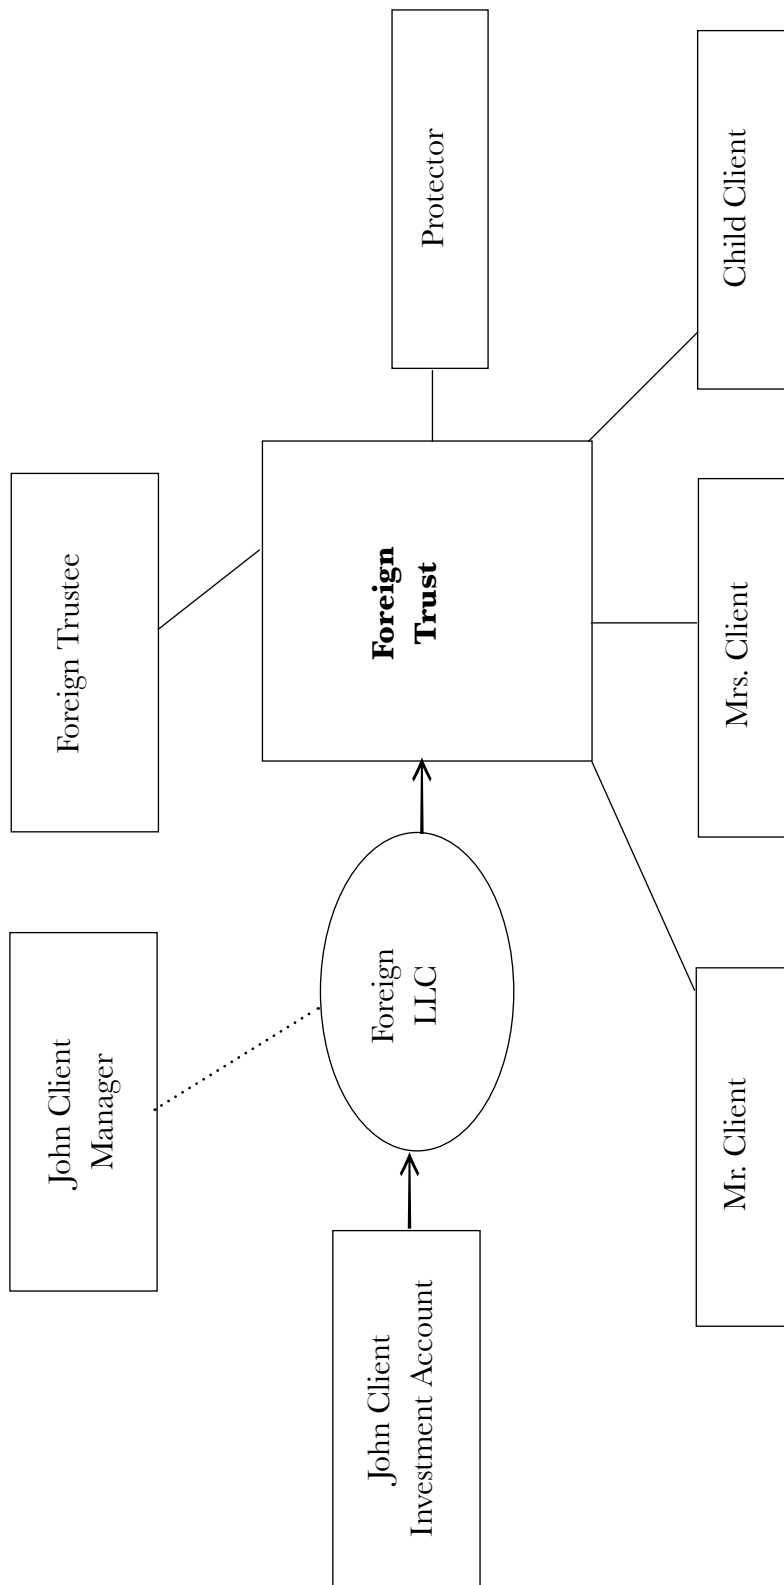 John Client
Manager
Foreign Trustee
John Client
Investment Account
Foreign
LLC
Foreign
Trust
Protector
Mr. Client
Mrs. Client
Child Client